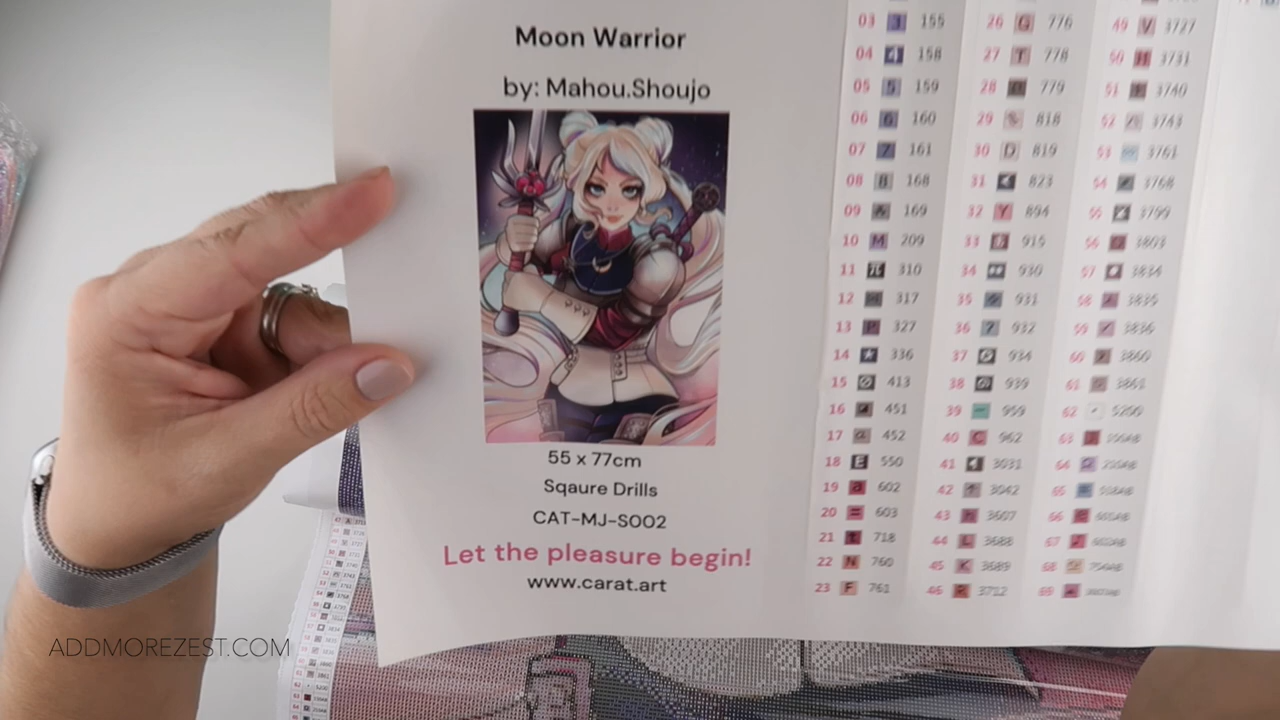 Moon Warrior
by: Mahou.Shoujo
55 x 77cm
Sqaure Drills
CAT-MJ-S002
Let the pleasure begin!
www.carat.art
03 155
04 158
05 159
06 160
07 161
08 168
09 169
10 M 209
11 310
12 317
13 P 327
14 336
15 413
16 451
17 452
18 E 550
19 a 602
20 = 603
21 718
22 N 760
23 F 761
26 G 776
27 T 778
28 779
29 818
30 D 819
31 823
32 Y 894
33 915
34 930
35 931
36 ? 932
37 934
38 939
39 959
40 C 962
41 3031
42 3042
43 3607
44 L 3688
45 K 3689
46 3712
49 V 3727
50 3731
51 3740
52 3743
53 3761
54 3768
55 3799
56 3803
57 3834
58 3835
59 3836
60 3860
61 3861
62 5200
63
64
65
66
67
68
69
ADDMOREZEST.COM